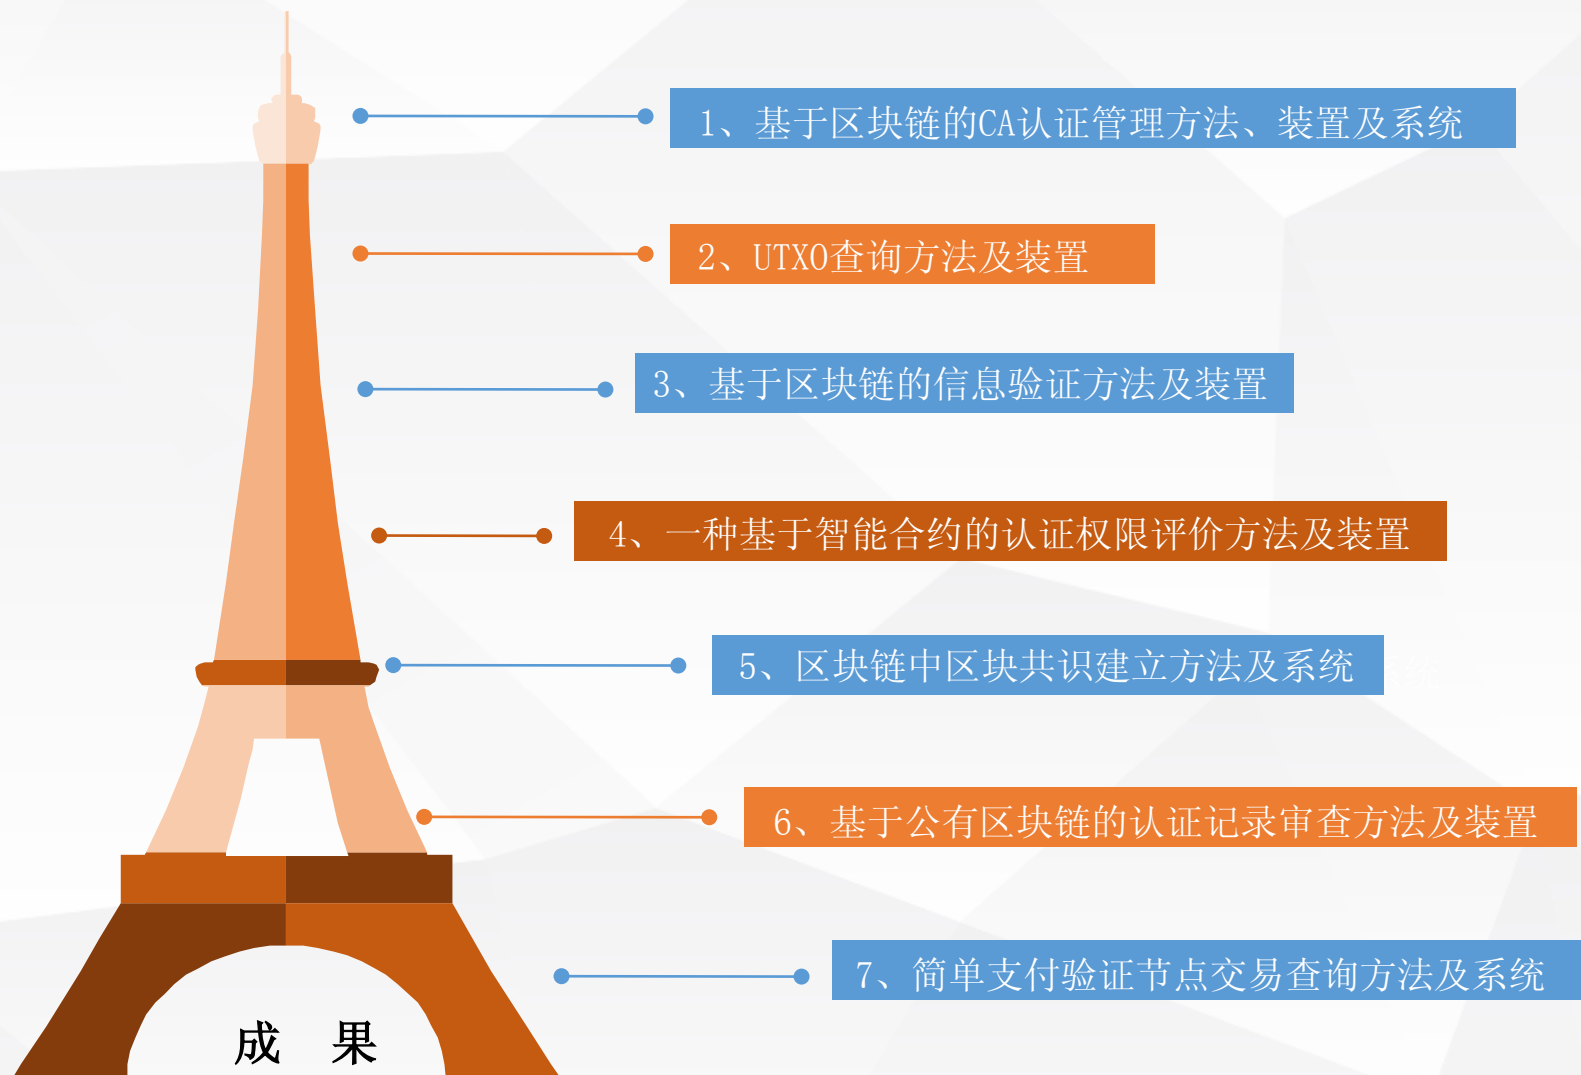 1、基于区块链的CA认证管理方法、装置及系统
2、UTXO查询方法及装置
3、基于区块链的信息验证方法及装置
4、一种基于智能合约的认证权限评价方法及装置
5、区块链中区块共识建立方法及系统
6、基于公有区块链的认证记录审查方法及装置
7、简单支付验证节点交易查询方法及系统
成 果